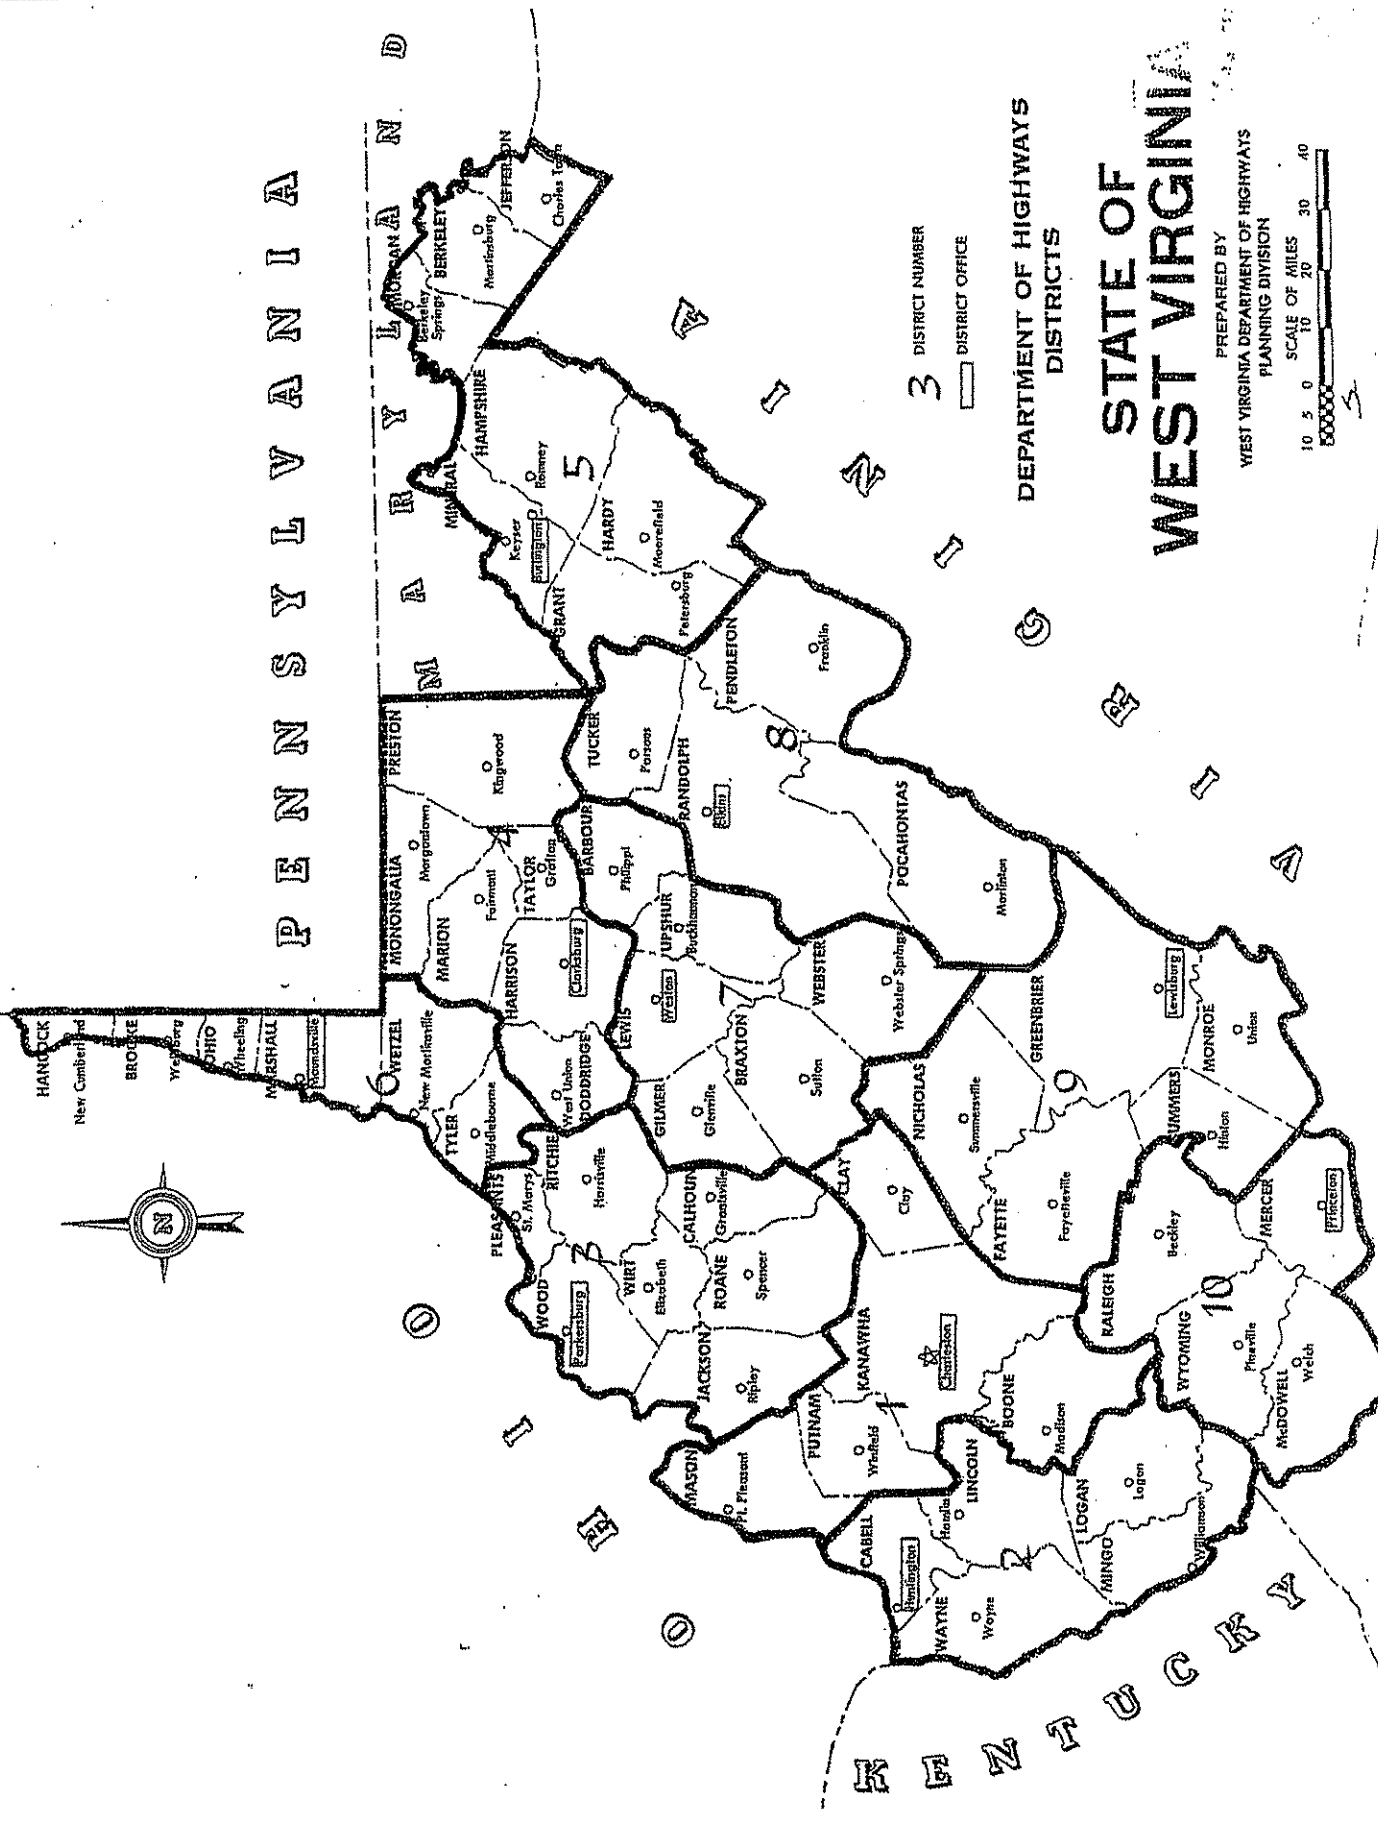 PENNSYLVANIA
MARYLAND
VIRGINIA
OHIO
KENTUCKY
N
HANCOCK
New Cumberland
BROOKE
Wellsburg
OHIO
Wheeling
MARSHALL
Moundsville
6
WETZEL
New Martinsville
TYLER
Middlebourne
MONONGALIA
Morgantown
PRESTON
Kingwood
MARION
Fairmont
4
TAYLOR
Grafton
HARRISON
Clarksburg
DODDRIDGE
West Union
PLEASANTS
St. Marys
RITCHIE
Harrisville
WOOD
Parkersburg
3
WIRT
Elizabeth
CALHOUN
Grantsville
ROANE
Spencer
JACKSON
Ripley
MORGAN
Berkeley
Springs
BERKELEY
Martinsburg
JEFFERSON
Charles Town
HAMPSHIRE
Romney
MINERAL
Keyser
Burlington
5
HARDY
Moorefield
GRANT
Petersburg
TUCKER
Parsons
PENDLETON
Franklin
RANDOLPH
Elkins
8
POCAHONTAS
Marlinton
BARBOUR
Philippi
UPSHUR
Buckhannon
LEWIS
Weston
7
GILMER
Glenville
BRAXTON
Sutton
WEBSTER
Webster Springs
MASON
Pt. Pleasant
PUTNAM
Winfield
1
KANAWHA
Charleston
CLAY
Clay
BOONE
Madison
NICHOLAS
Summersville
GREENBRIER
Lewisburg
9
FAYETTE
Fayetteville
SUMMERS
Hinton
MONROE
Union
RALEIGH
Beckley
MERCER
Princeton
10
WYOMING
Pineville
McDOWELL
Welch
CABELL
Huntington
LINCOLN
Hamlin
WAYNE
Wayne
2
LOGAN
Logan
MINGO
Williamson
3 DISTRICT NUMBER
DISTRICT OFFICE
DEPARTMENT OF HIGHWAYS
DISTRICTS
STATE OF
WEST VIRGINIA
PREPARED BY
WEST VIRGINIA DEPARTMENT OF HIGHWAYS
PLANNING DIVISION
SCALE OF MILES
10 5 0 10 20 30 40